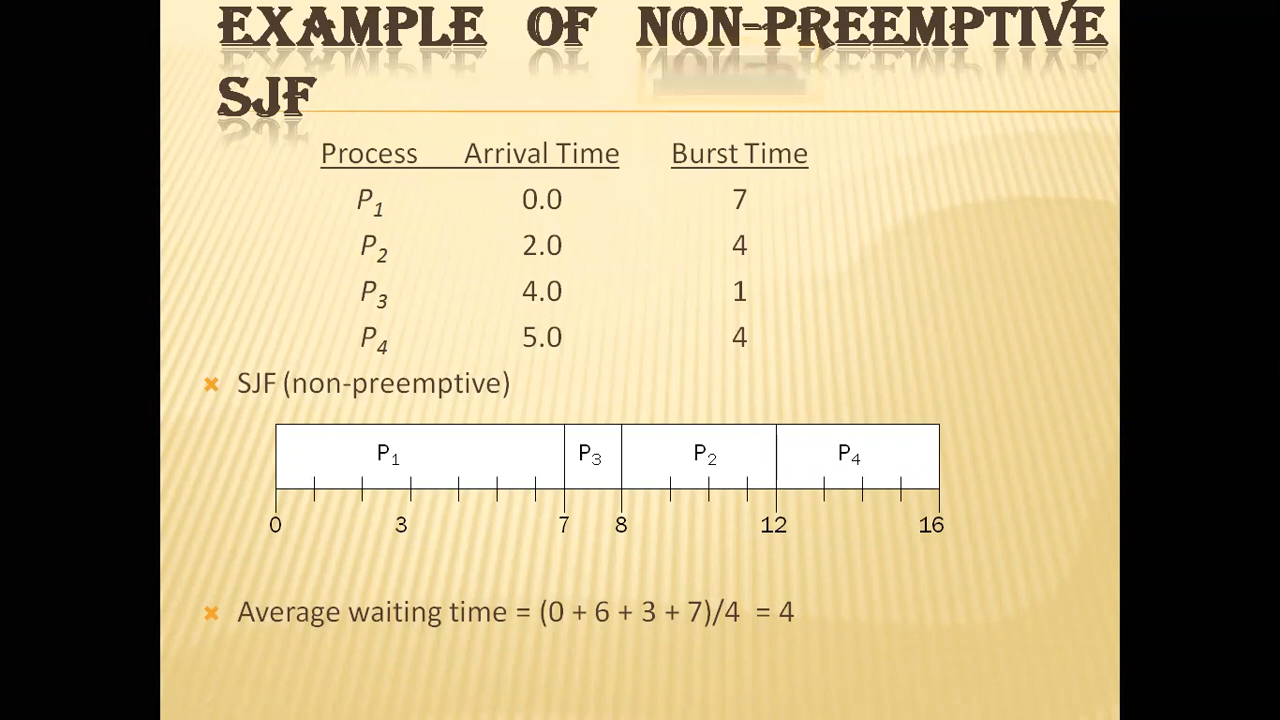 EXAMPLE OF NON-PREEMPTIVE
SJF
Process Arrival Time Burst Time
P1 0.0 7
P2 2.0 4
P3 4.0 1
P4 5.0 4
SJF (non-preemptive)
P1 P3 P2 P4
0 3 7 8 12 16
Average waiting time = (0 + 6 + 3 + 7)/4 = 4